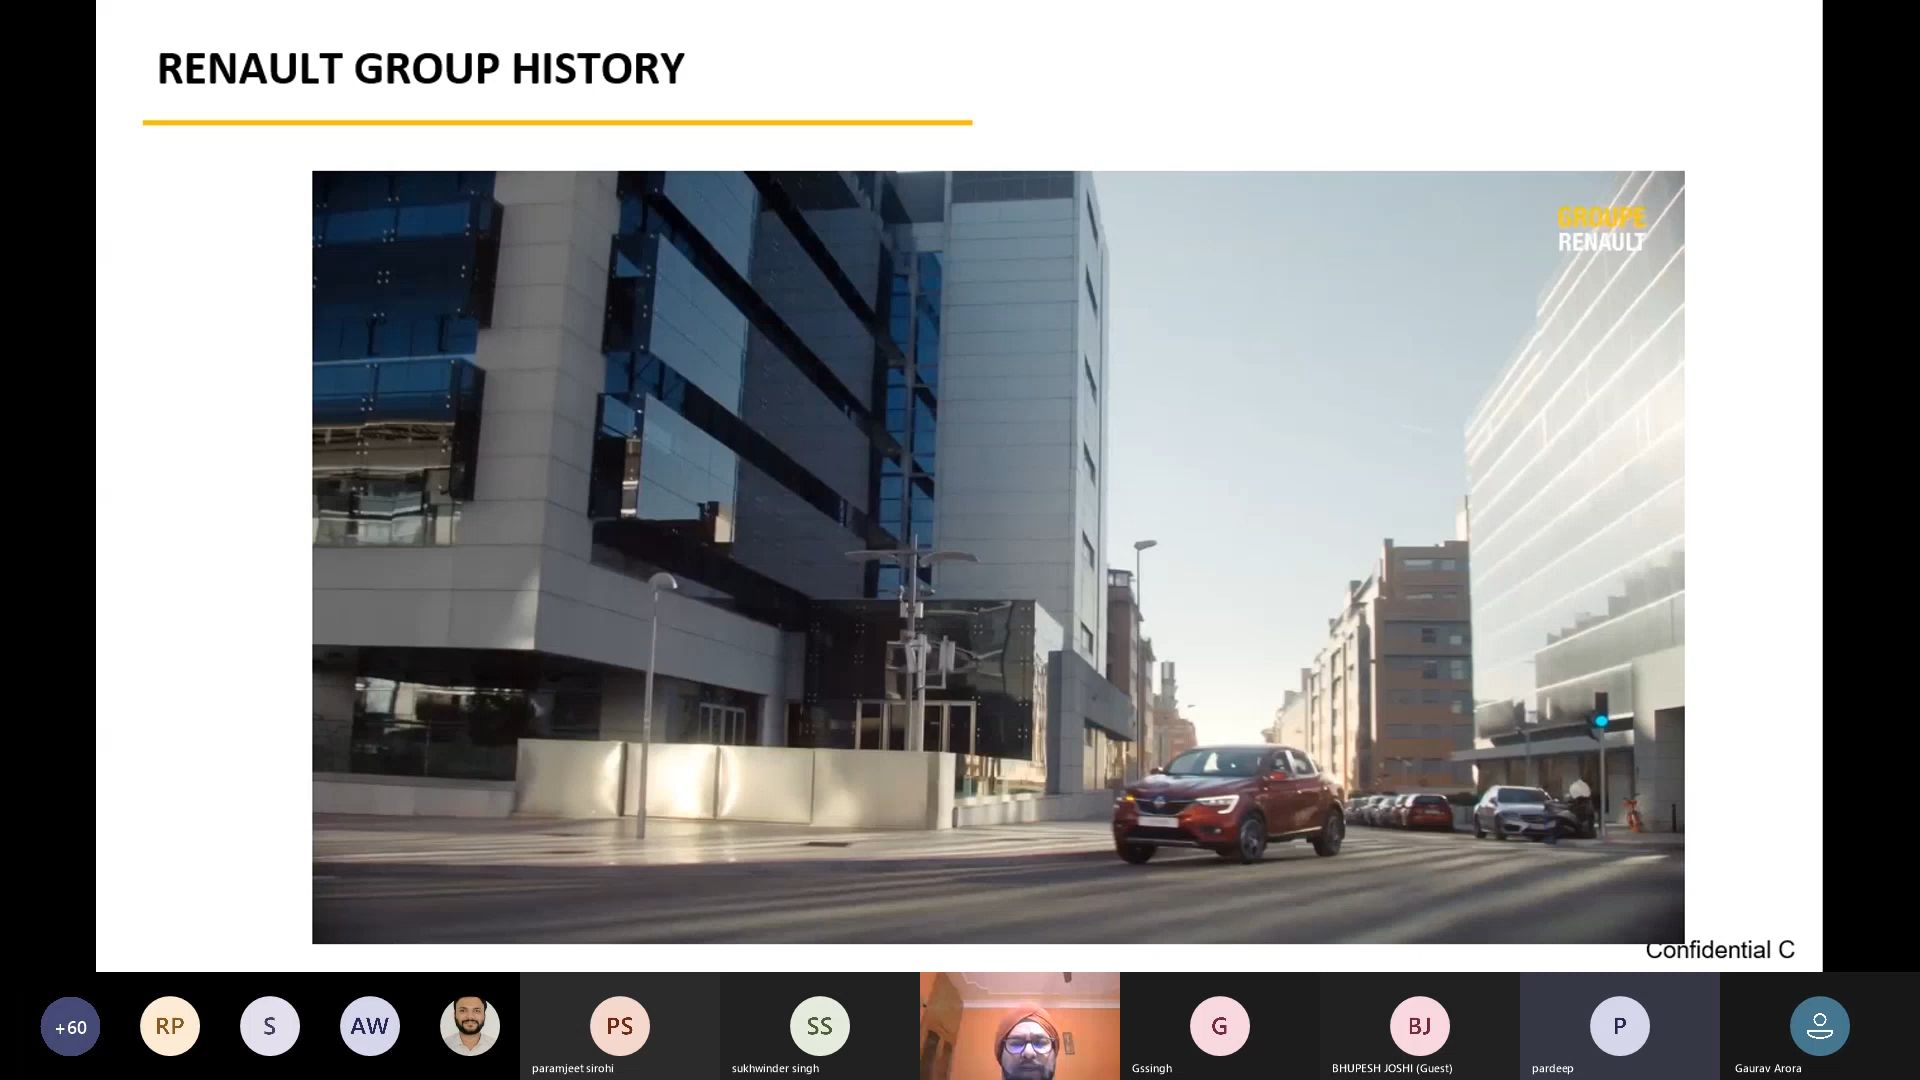 RENAULT GROUP HISTORY
GROUPE
RENAULT
Confidential C
+60
RP
S
AW
PS
SS
G
BJ
P
paramjeet sirohi
sukhwinder singh
Gssingh
BHUPESH JOSHI (Guest)
pardeep
Gaurav Arora